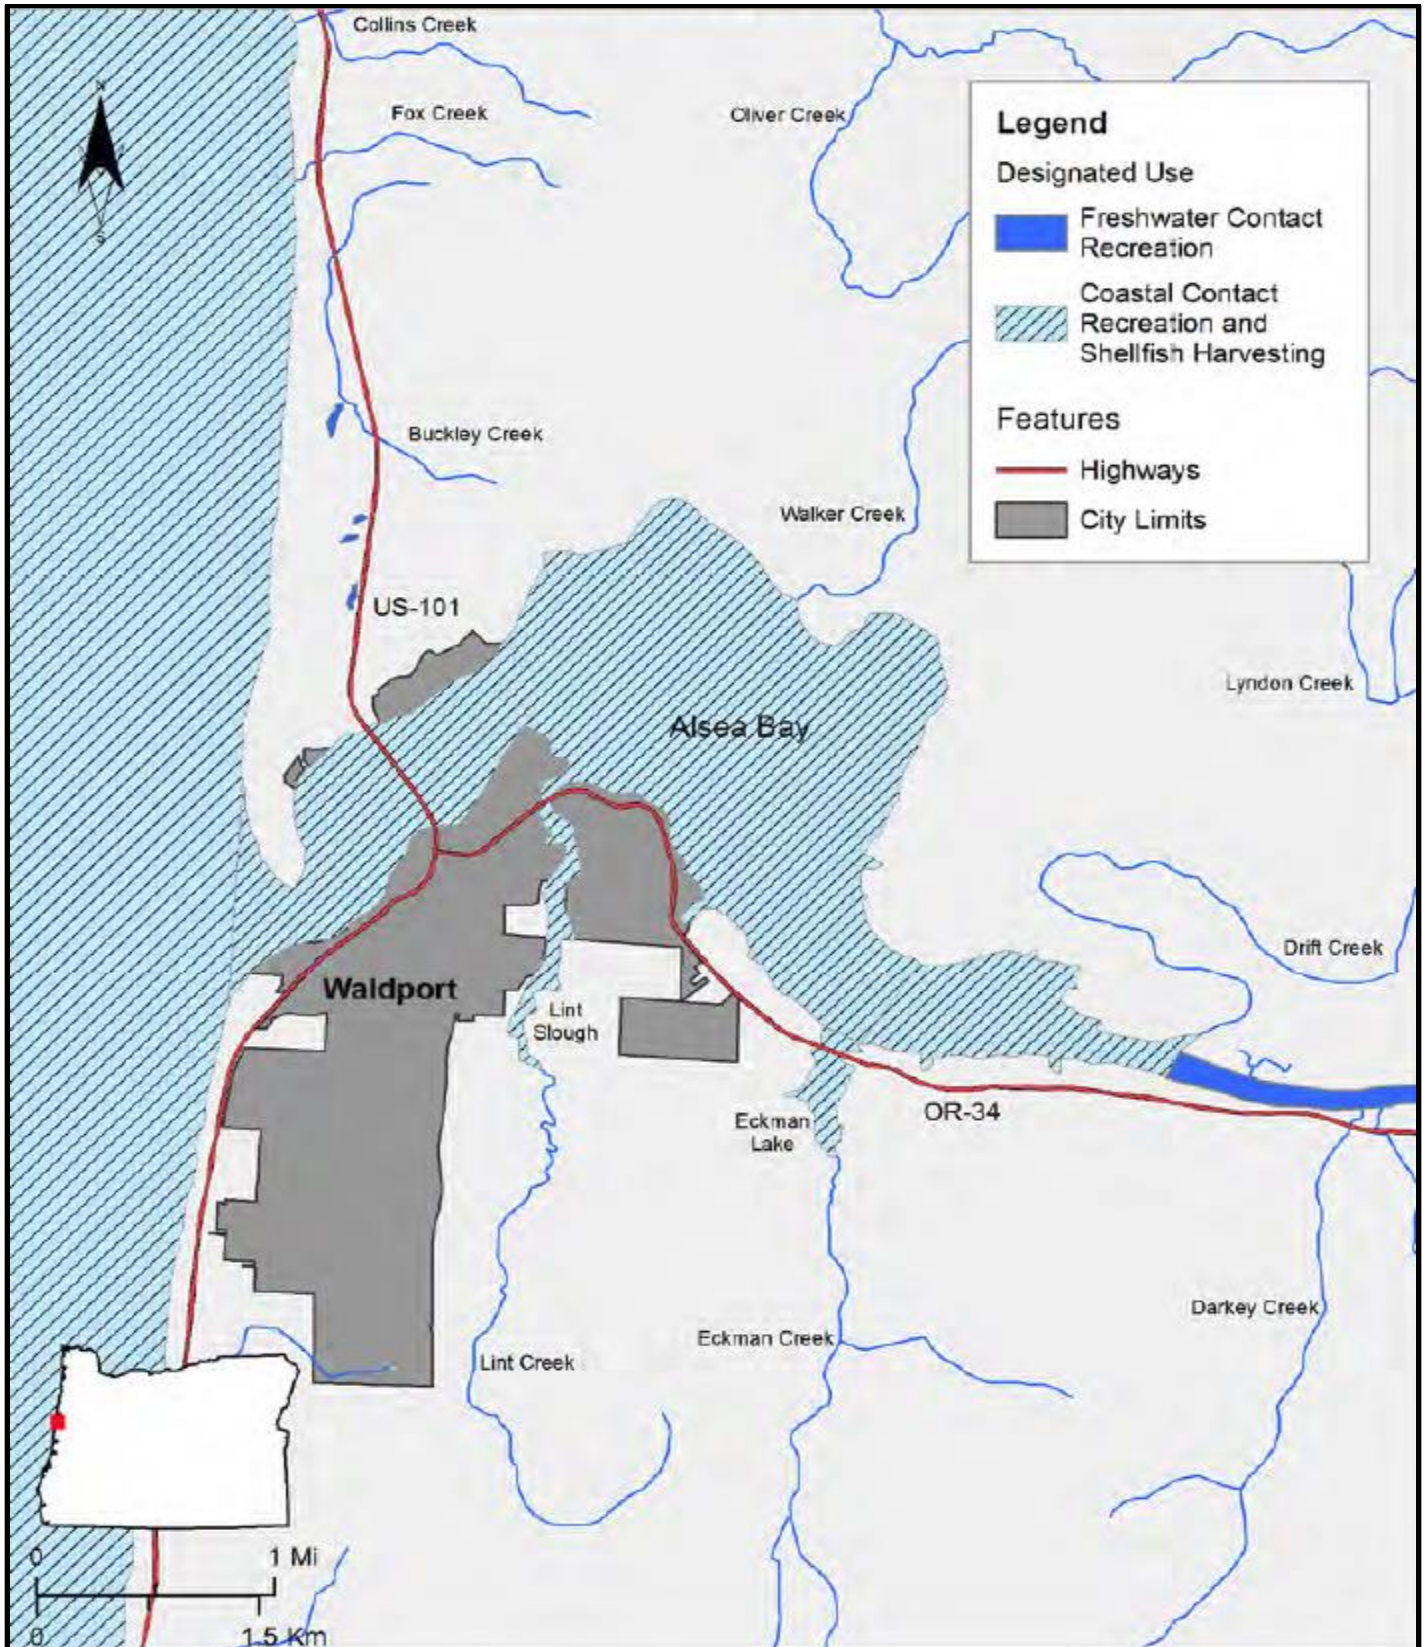 Collins Creek
N
Fox Creek
Oliver Creek
S
Legend
Designated Use
Freshwater Contact
Recreation
Coastal Contact
Recreation and
Shellfish Harvesting
Features
Highways
City Limits
Buckley Creek
Walker Creek
US-101
Lyndon Creek
Alsea Bay
Drift Creek
Waldport
Lint
Slough
OR-34
Eckman
Lake
Darkey Creek
Eckman Creek
Lint Creek
0
1 Mi
0
1.5 Km